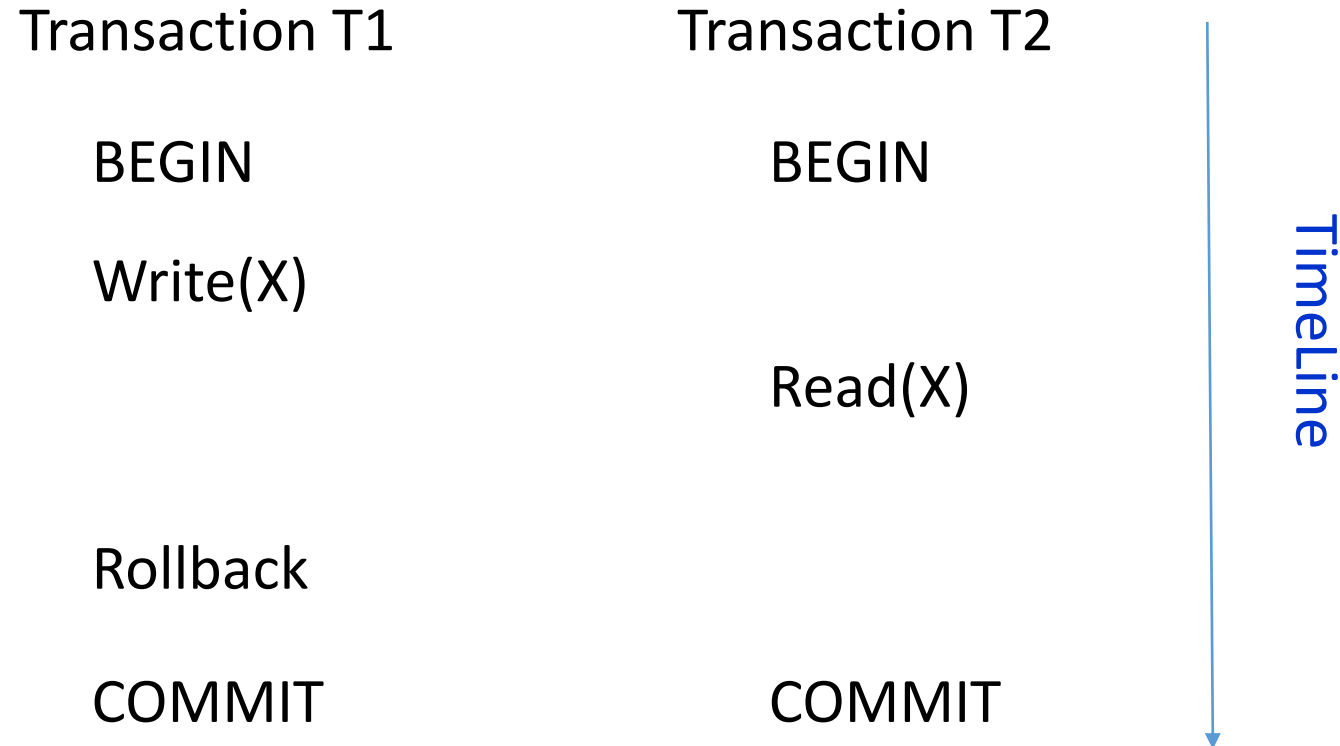 Transaction T1 Transaction T2
BEGIN BEGIN
Write(X)
Read(X)
Rollback
COMMIT COMMIT
TimeLine